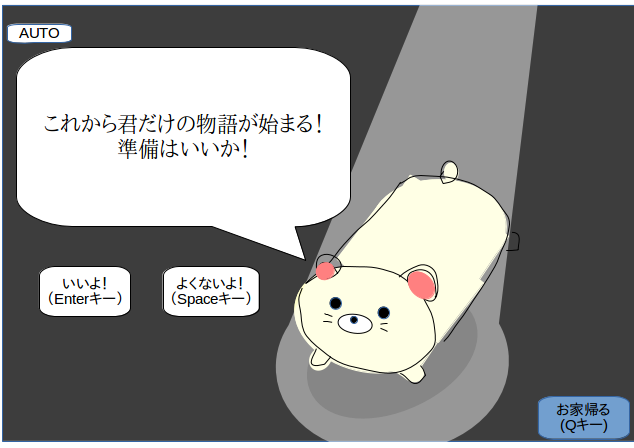 AUTO
これから君だけの物語が始まる!
準備はいいか!
いいよ!
(Enterキー)
よくないよ!
(Spaceキー)
お家帰る
(Qキー)